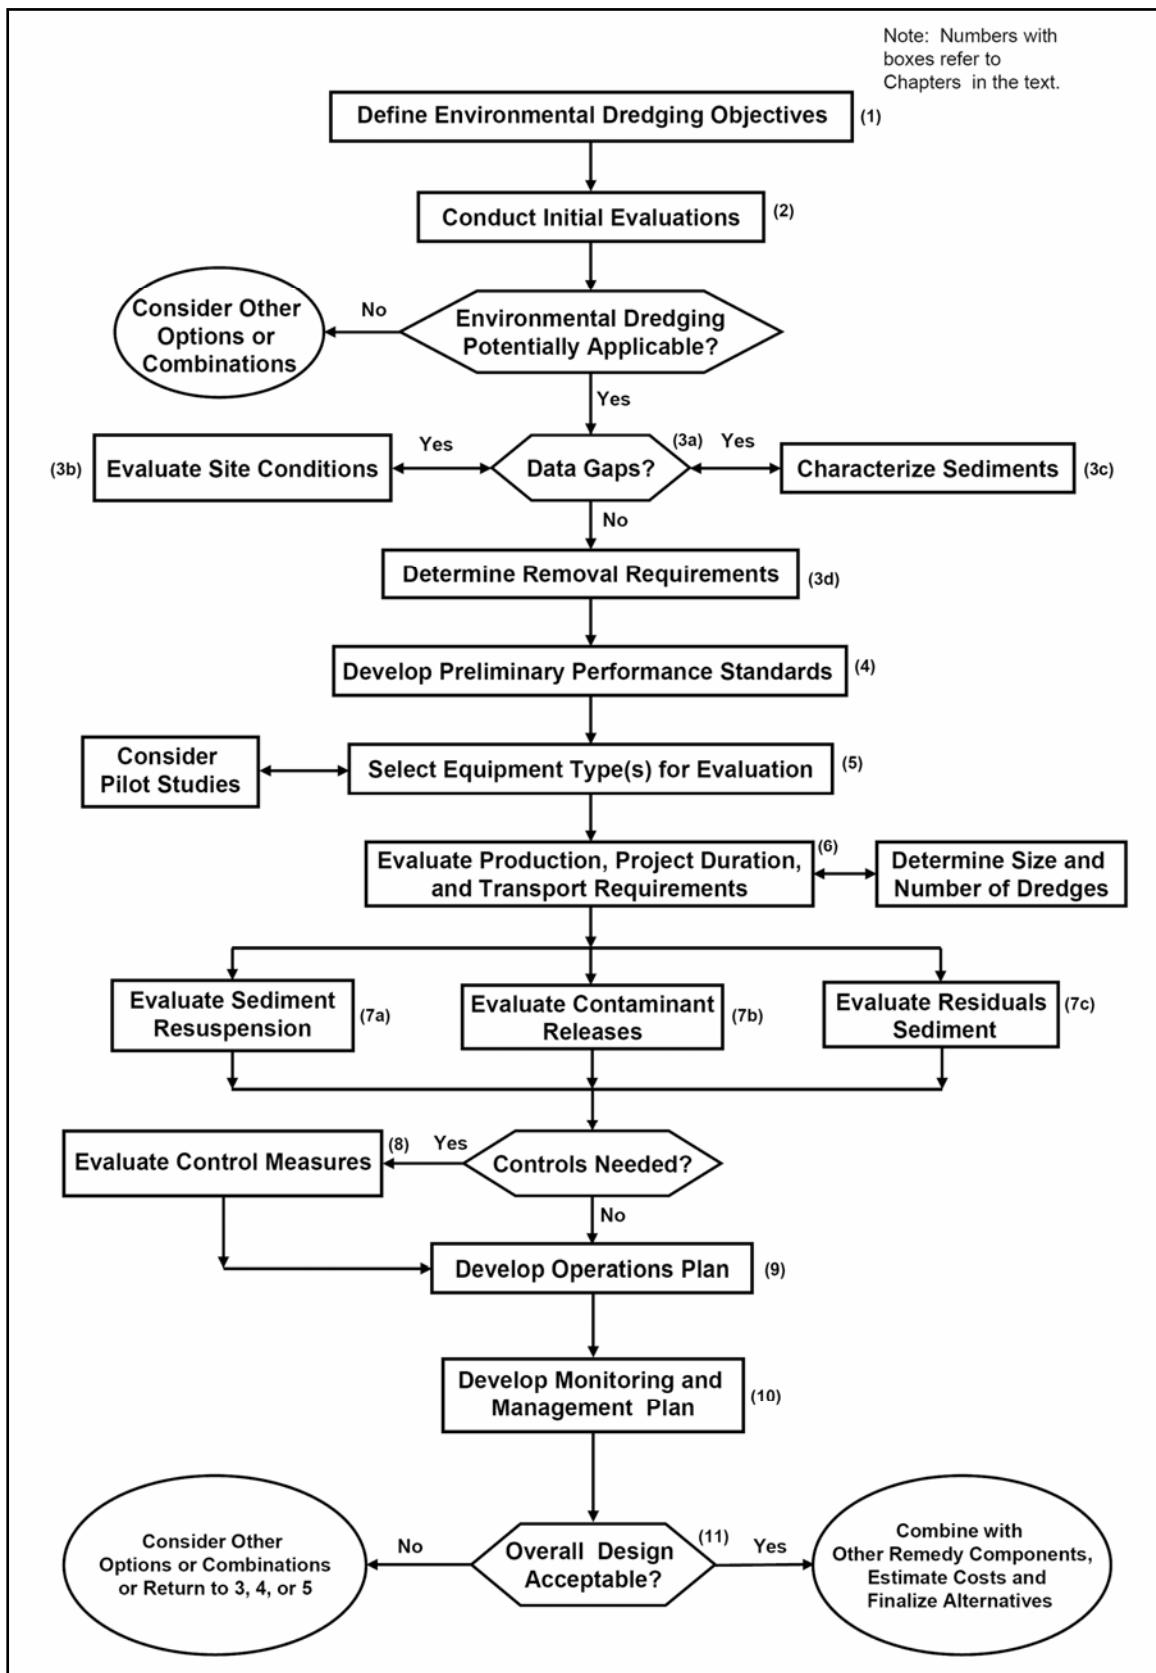 Note: Numbers with
boxes refer to
Chapters in the text.
Define Environmental Dredging Objectives
(1)
Conduct Initial Evaluations
(2)
Consider Other
Options or
Combinations
No
Environmental Dredging
Potentially Applicable?
Yes
(3b)
Evaluate Site Conditions
Yes
Data Gaps?
(3a)
Yes
Characterize Sediments
(3c)
No
Determine Removal Requirements
(3d)
Develop Preliminary Performance Standards
(4)
Consider
Pilot Studies
Select Equipment Type(s) for Evaluation
(5)
Evaluate Production, Project Duration,
and Transport Requirements
(6)
Determine Size and
Number of Dredges
Evaluate Sediment
Resuspension
(7a)
Evaluate Contaminant
Releases
(7b)
Evaluate Residuals
Sediment
(7c)
Evaluate Control Measures
(8)
Yes
Controls Needed?
No
Develop Operations Plan
(9)
Develop Monitoring and
Management Plan
(10)
Consider Other
Options or Combinations
or Return to 3, 4, or 5
No
Overall Design
Acceptable?
(11)
Yes
Combine with
Other Remedy Components,
Estimate Costs and
Finalize Alternatives